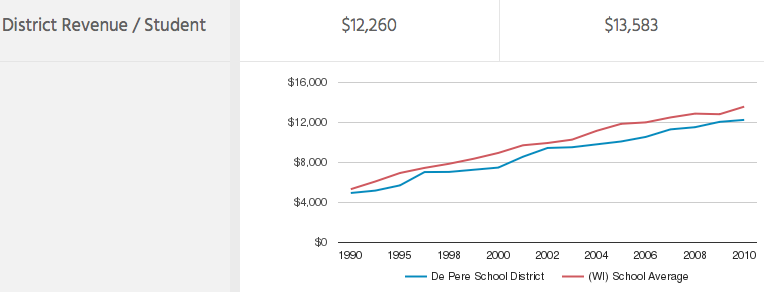 District Revenue / Student $12,260 $13,583
$16,000
$12,000
$8,000
$4,000
$0
1990 1995 1998 2000 2002 2004 2006 2008 2010
De Pere School District (WI) School Average